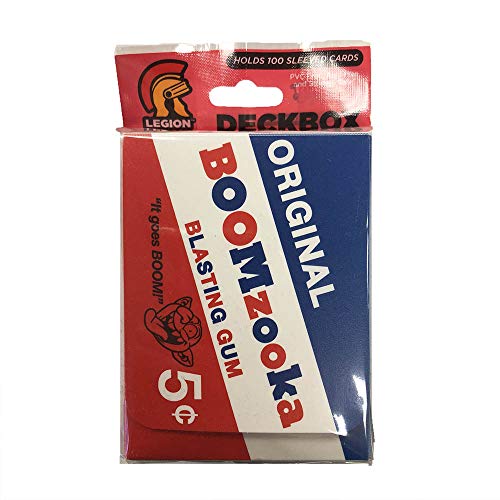 HOLDS 100 SLEEVED CARDS
LEGION
DECKBOX
ORIGINAL
BOOMzooka
BLASTING GUM
"It goes BOOM!"
5¢